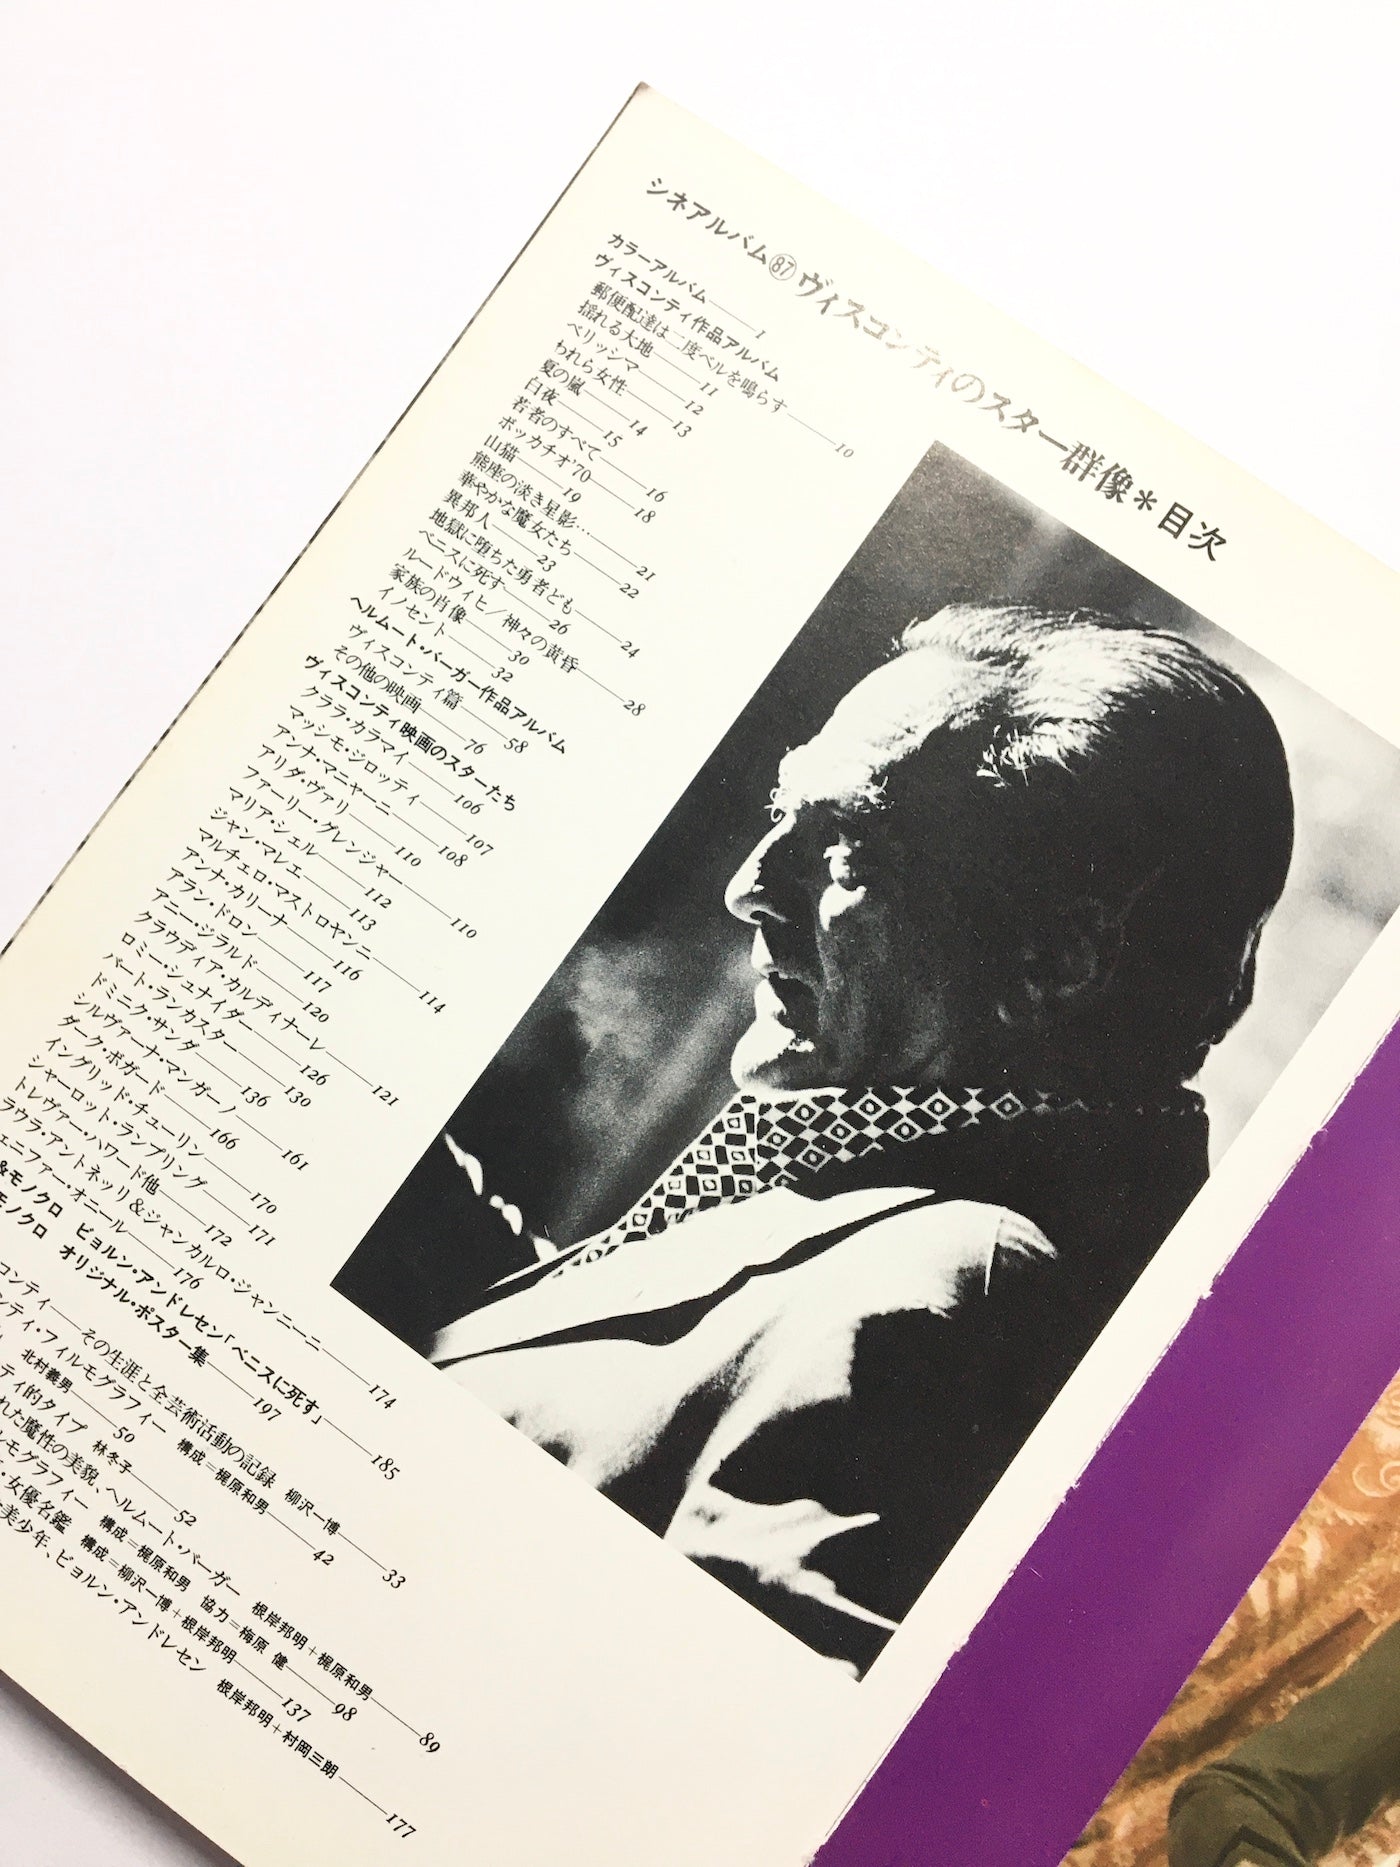 シネアルバム㊇ ヴィスコンティのスター群像＊目次
カラーアルバム——1
ヴィスコンティ作品アルバム
郵便配達は二度ベルを鳴らす——10
揺れる大地——11
ベリッシマ——12
われら女性——13
夏の嵐——14
白夜——15
若者のすべて——16
ボッカチオ'70——18
山猫——19
熊座の淡き星影…——21
華やかな魔女たち——22
異邦人——23
地獄に堕ちた勇者ども——24
ベニスに死す——26
ルードウィヒ／神々の黄昏——28
家族の肖像——30
イノセント——32
ヘルムート・バーガー作品アルバム
ヴィスコンティ篇——58
その他の映画——76
ヴィスコンティ映画のスターたち
クララ・カラマイ——106
マッシモ・ジロッティ——107
アンナ・マニャーニ——108
アリダ・ヴァリ——110
ファーリー・グレンジャー——110
マリア・シェル——112
ジャン・マレエ——113
マルチェロ・マストロヤンニ——114
アンナ・カリーナ——116
アラン・ドロン——117
アニー・ジラルド——120
クラウディア・カルディナーレ——121
ロミー・シュナイダー——126
バート・ランカスター——130
ドミニク・サンダ——136
シルヴァーナ・マンガーノ——161
ダーク・ボガード——166
イングリッド・チューリン——170
シャーロット・ランプリング——171
トレヴァー・ハワード他——172
ラウラ・アントネッリ＆ジャンカルロ・ジャンニーニ——174
ェニファー・オニール——176
＆モノクロ ビョルン・アンドレセン「ベニスに死す」——185
モノクロ オリジナル・ポスター集——197
コンティ——その生涯と全芸術活動の記録 柳沢一博——33
ンティ・フィルモグラフィー 構成＝梶原和男——42
北村義男——50
ティ的タイプ 林冬子——52
れた魔性の美貌、ヘルムート・バーガー 根岸邦明＋梶原和男——89
ルモグラフィー 構成＝梶原和男 協力＝梅原 健——98
・女優名鑑 構成＝柳沢一博＋根岸邦明——137
美少年、ビョルン・アンドレセン 根岸邦明＋村岡三朗——177